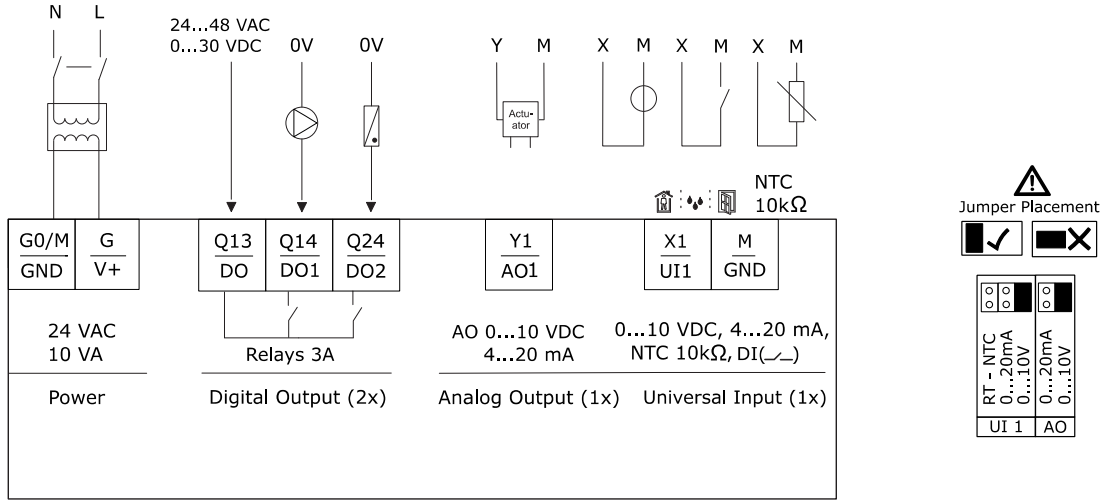 N L
24...48 VAC
0...30 VDC 0V 0V
Y M X M X M X M
Actu-
ator
NTC
10kΩ
G0/M G Q13 Q14 Q24 Y1 X1 M
GND V+ DO DO1 DO2 AO1 UI1 GND
24 VAC
10 VA
Relays 3A
AO 0...10 VDC
4...20 mA
0...10 VDC, 4...20 mA,
NTC 10kΩ, DI( )
Power Digital Output (2x) Analog Output (1x) Universal Input (1x)
Jumper Placement
RT - NTC
0...20mA
0...10V
0...20mA
0...10V
UI 1 AO